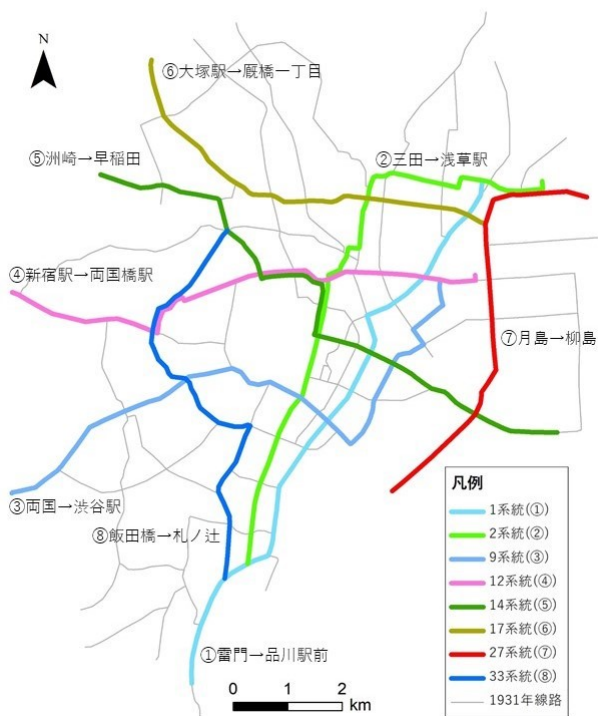 N
⑥大塚駅→厩橋一丁目
⑤洲崎→早稲田
②三田→浅草駅
④新宿駅→両国橋駅
⑦月島→柳島
③両国→渋谷駅
⑧飯田橋→札ノ辻
①雷門→品川駅前
0 1 2
km
凡例
1系統(①)
2系統(②)
9系統(③)
12系統(④)
14系統(⑤)
17系統(⑥)
27系統(⑦)
33系統(⑧)
1931年線路